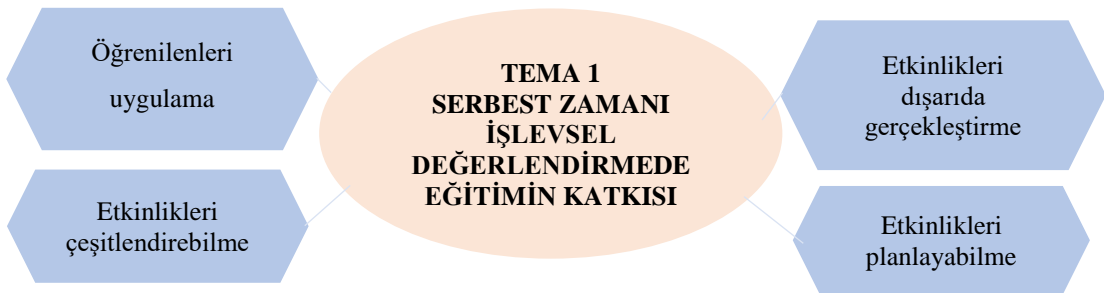 Öğrenilenleri
uygulama
TEMA 1
SERBEST ZAMANI
İŞLEVSEL
DEĞERLENDİRMEDE
EĞİTİMİN KATKISI
Etkinlikleri
dışarıda
gerçekleştirme
Etkinlikleri
çeşitlendirebilme
Etkinlikleri
planlayabilme